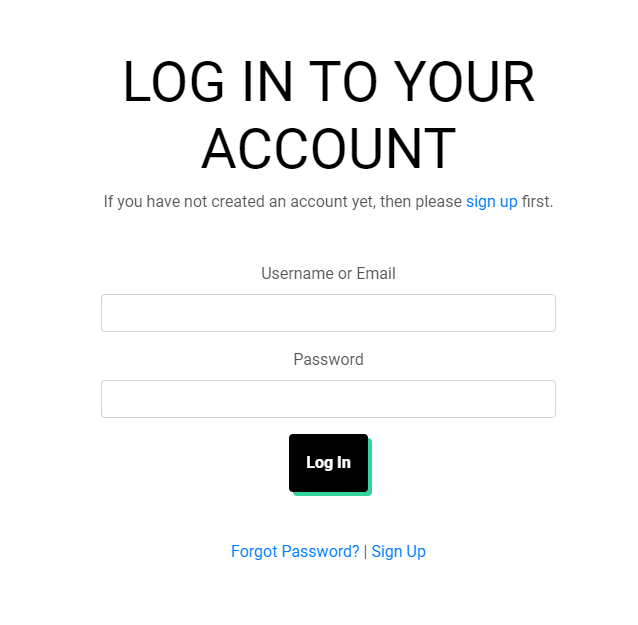 LOG IN TO YOUR
ACCOUNT
If you have not created an account yet, then please sign up first.
Username or Email
Password
Log In
Forgot Password? | Sign Up